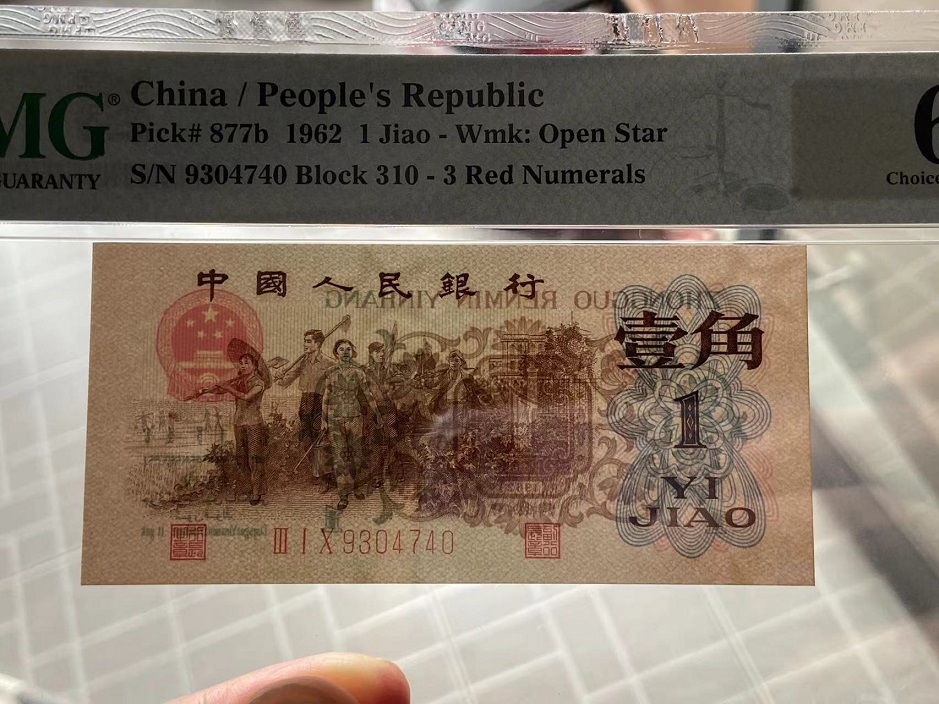 MG® China / People's Republic
Pick# 877b 1962 1 Jiao - Wmk: Open Star
GUARANTY S/N 9304740 Block 310 - 3 Red Numerals
Choice
中國人民銀行
ZHONGGUO RENMIN YINHANG
壹角
1
YI
JIAO
III I X 9304740